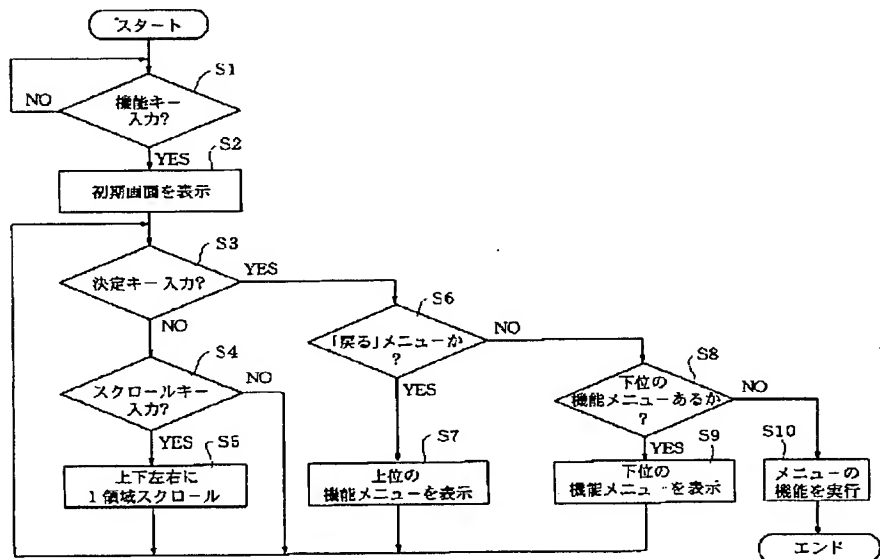 スタート
S1
機能キー
入力?
NO
YES
S2
初期画面を表示
S3
決定キー入力?
YES
NO
S4
スクロールキー
入力?
NO
YES
S5
上下左右に
1領域スクロール
S6
「戻る」メニューか
?
NO
YES
S7
上位の
機能メニューを表示
S8
下位の
機能メニューあるか
?
NO
YES
S9
下位の
機能メニューを表示
S10
メニューの
機能を実行
エンド